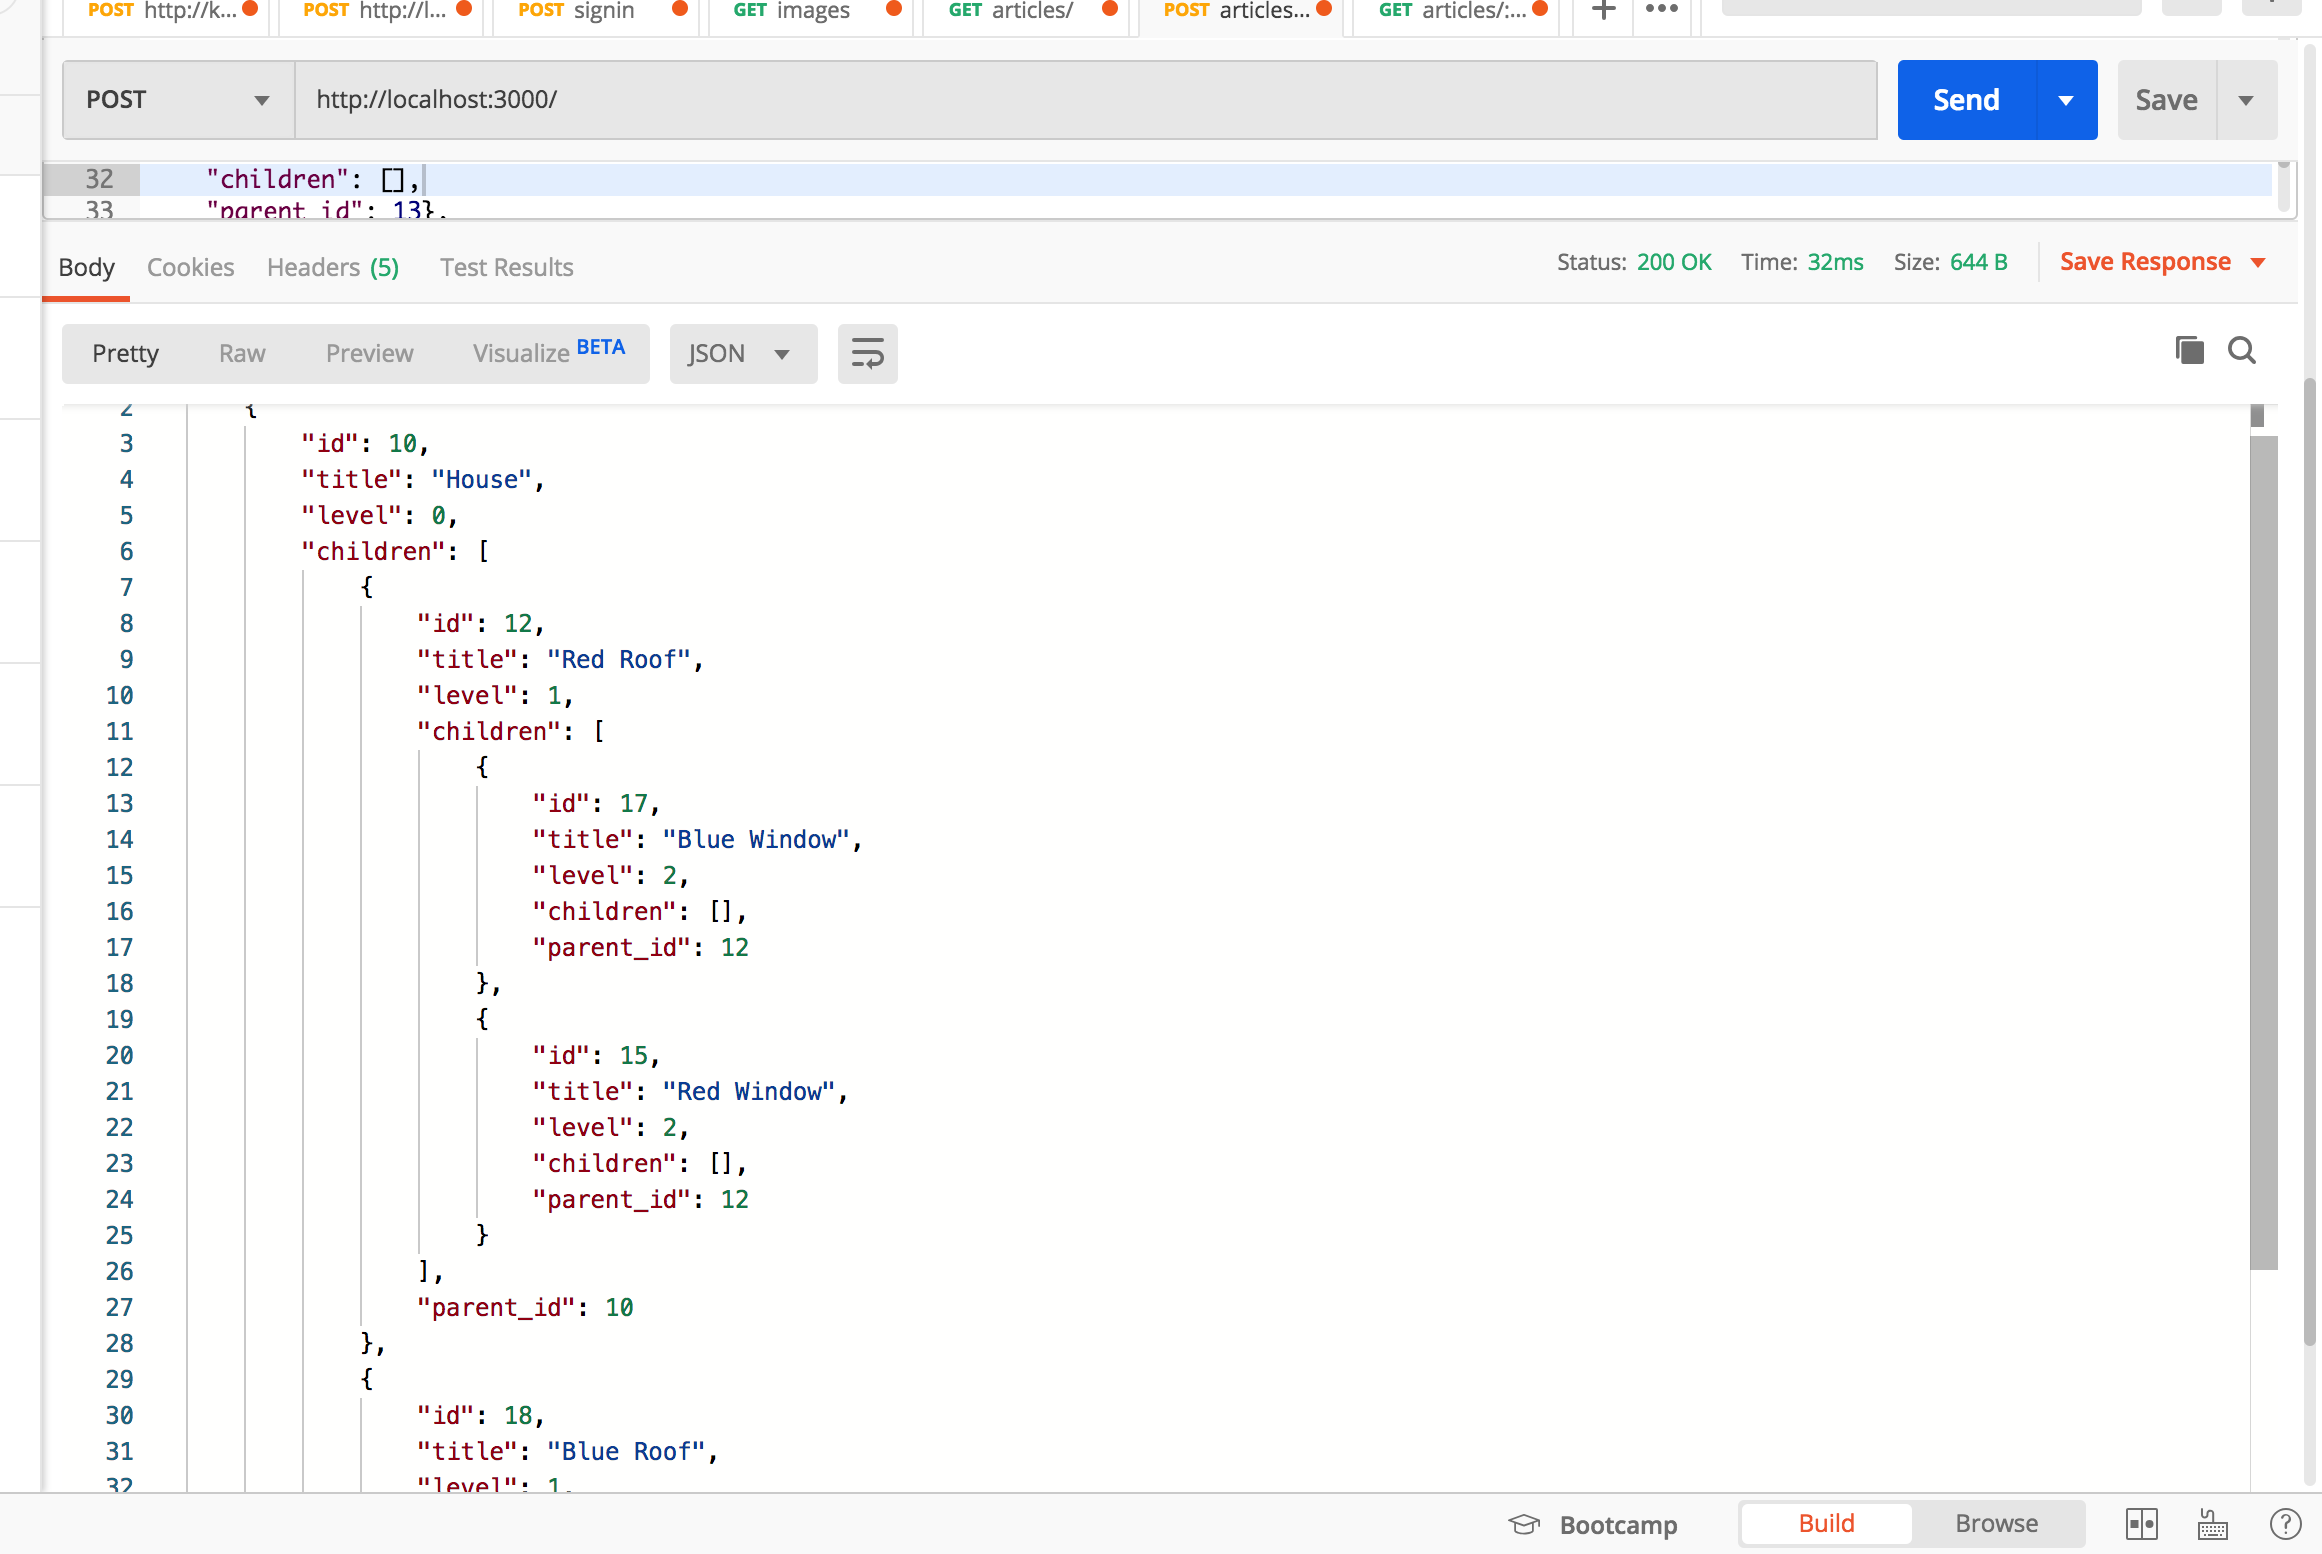 POST http://k... POST http://l... POST signin GET images GET articles/ POST articles... GET articles/:... + •••
POST http://localhost:3000/ Send Save
32 "children": [],
33 "parent_id": 13},
Body Cookies Headers (5) Test Results Status: 200 OK Time: 32ms Size: 644 B Save Response
Pretty Raw Preview Visualize BETA JSON
2 {
3 "id": 10,
4 "title": "House",
5 "level": 0,
6 "children": [
7 {
8 "id": 12,
9 "title": "Red Roof",
10 "level": 1,
11 "children": [
12 {
13 "id": 17,
14 "title": "Blue Window",
15 "level": 2,
16 "children": [],
17 "parent_id": 12
18 },
19 {
20 "id": 15,
21 "title": "Red Window",
22 "level": 2,
23 "children": [],
24 "parent_id": 12
25 }
26 ],
27 "parent_id": 10
28 },
29 {
30 "id": 18,
31 "title": "Blue Roof",
32 "level": 1,
Bootcamp Build Browse ?